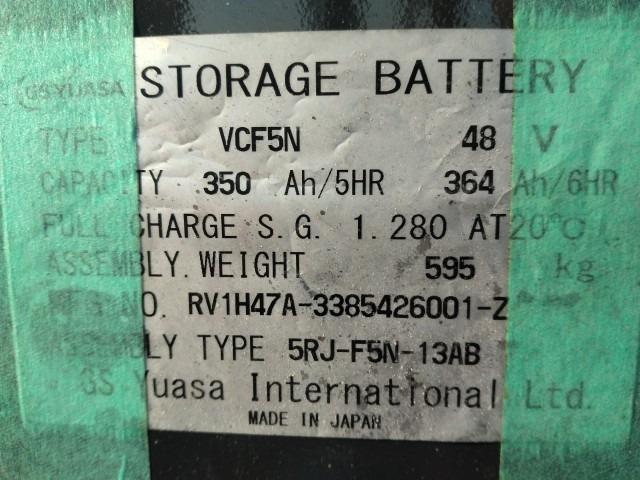 GS YUASA STORAGE BATTERY
TYPE VCF5N 48 V
CAPACITY 350 Ah/5HR 364 Ah/6HR
FULL CHARGE S.G. 1.280 AT 20°C
ASSEMBLY.WEIGHT 595 kg
NO. RV1H47A-3385426001-Z
ASSEMBLY TYPE 5RJ-F5N-13AB
GS Yuasa International Ltd.
MADE IN JAPAN